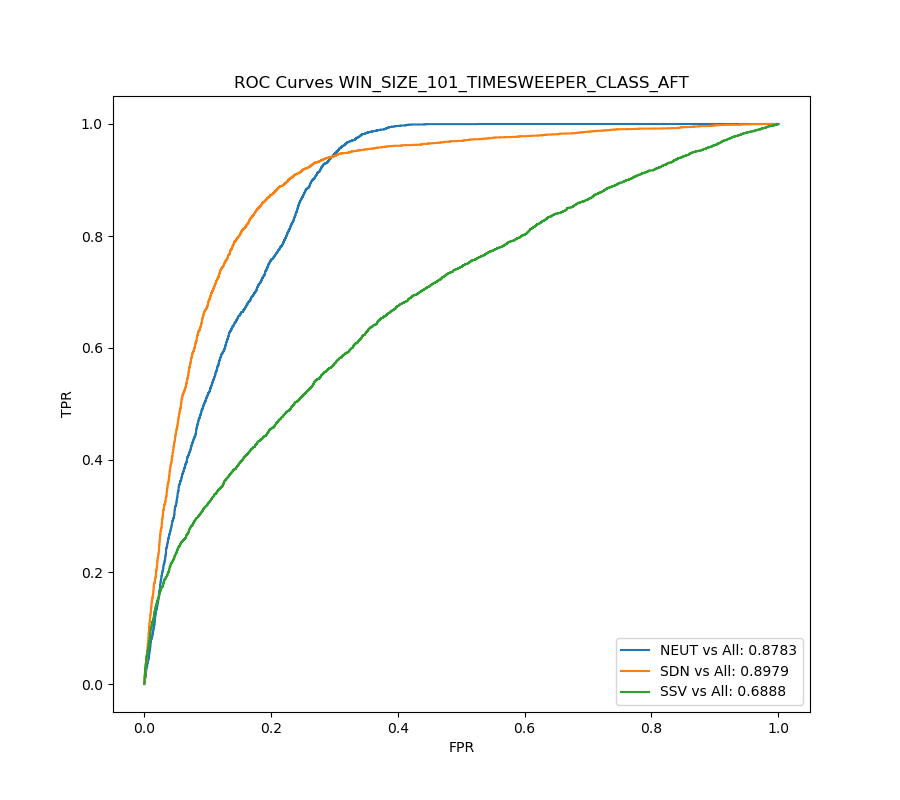 ROC Curves WIN_SIZE_101_TIMESWEEPER_CLASS_AFT
1.0
0.8
0.6
0.4
0.2
0.0
TPR
NEUT vs All: 0.8783
SDN vs All: 0.8979
SSV vs All: 0.6888
0.0 0.2 0.4 0.6 0.8 1.0
FPR